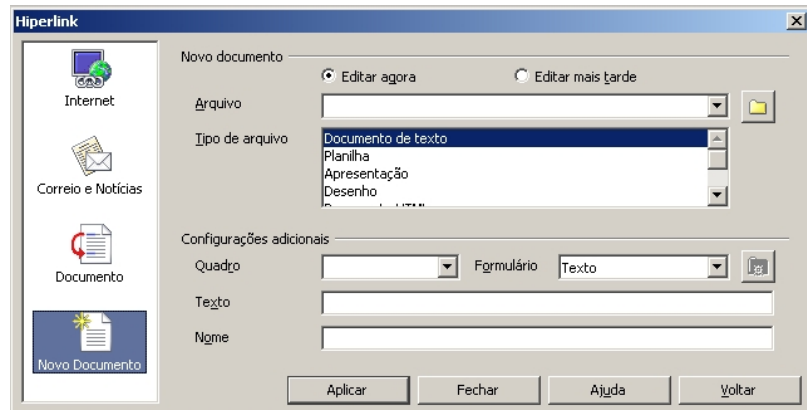 Hiperlink
Internet
Correio e Notícias
Documento
Novo Documento
Novo documento
Editar agora
Editar mais tarde
Arquivo
Tipo de arquivo
Documento de texto
Planilha
Apresentação
Desenho
Configurações adicionais
Quadro
Formulário
Texto
Texto
Nome
Aplicar
Fechar
Ajuda
Voltar